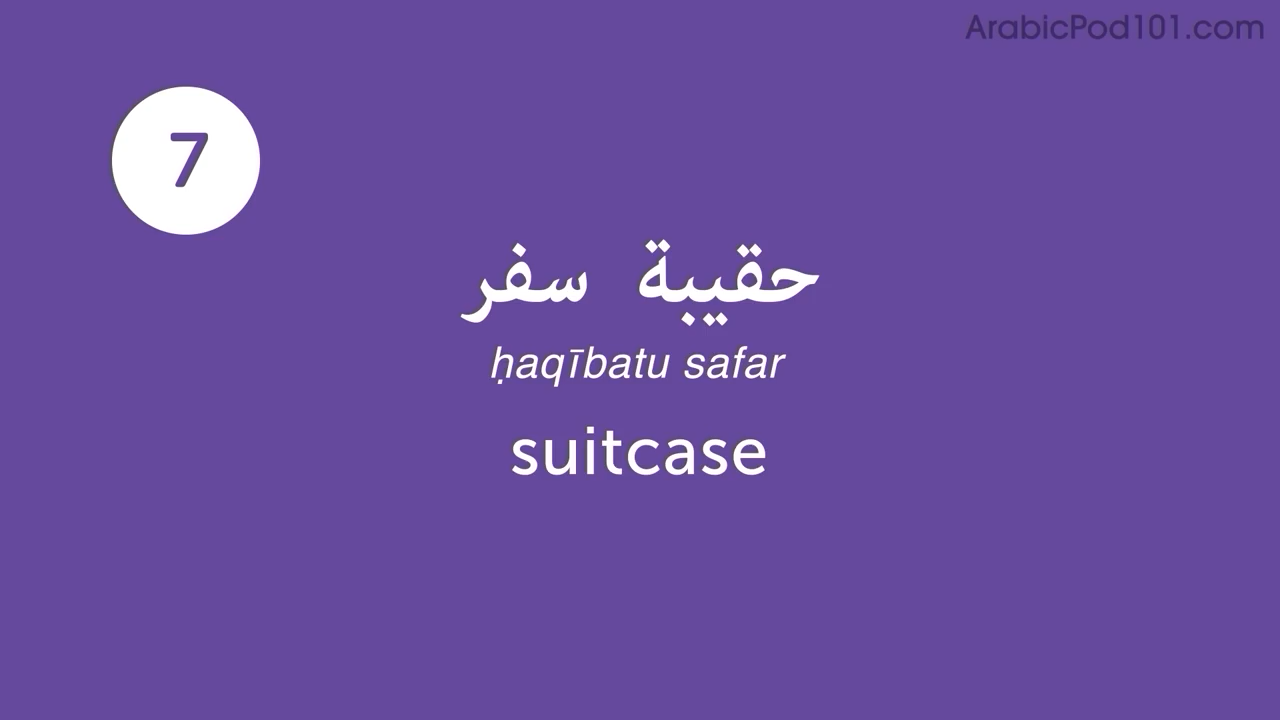 ArabicPod101.com
7
حقيبة سفر
ḥaqībatu safar
suitcase